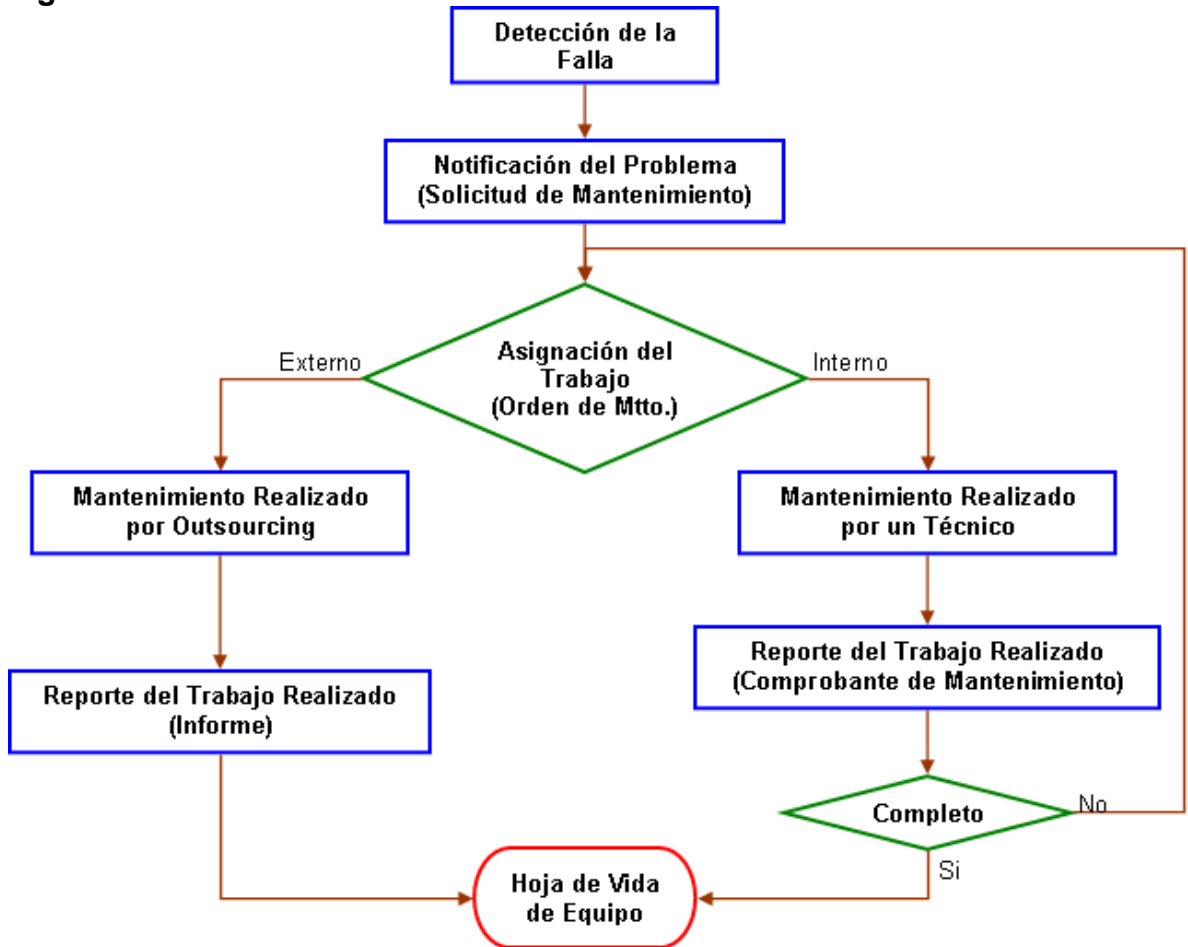 Detección de la
Falla
Notificación del Problema
(Solicitud de Mantenimiento)
Asignación del
Trabajo
(Orden de Mtto.)
Externo
Interno
Mantenimiento Realizado
por Outsourcing
Mantenimiento Realizado
por un Técnico
Reporte del Trabajo Realizado
(Informe)
Reporte del Trabajo Realizado
(Comprobante de Mantenimiento)
Completo
No
Si
Hoja de Vida
de Equipo